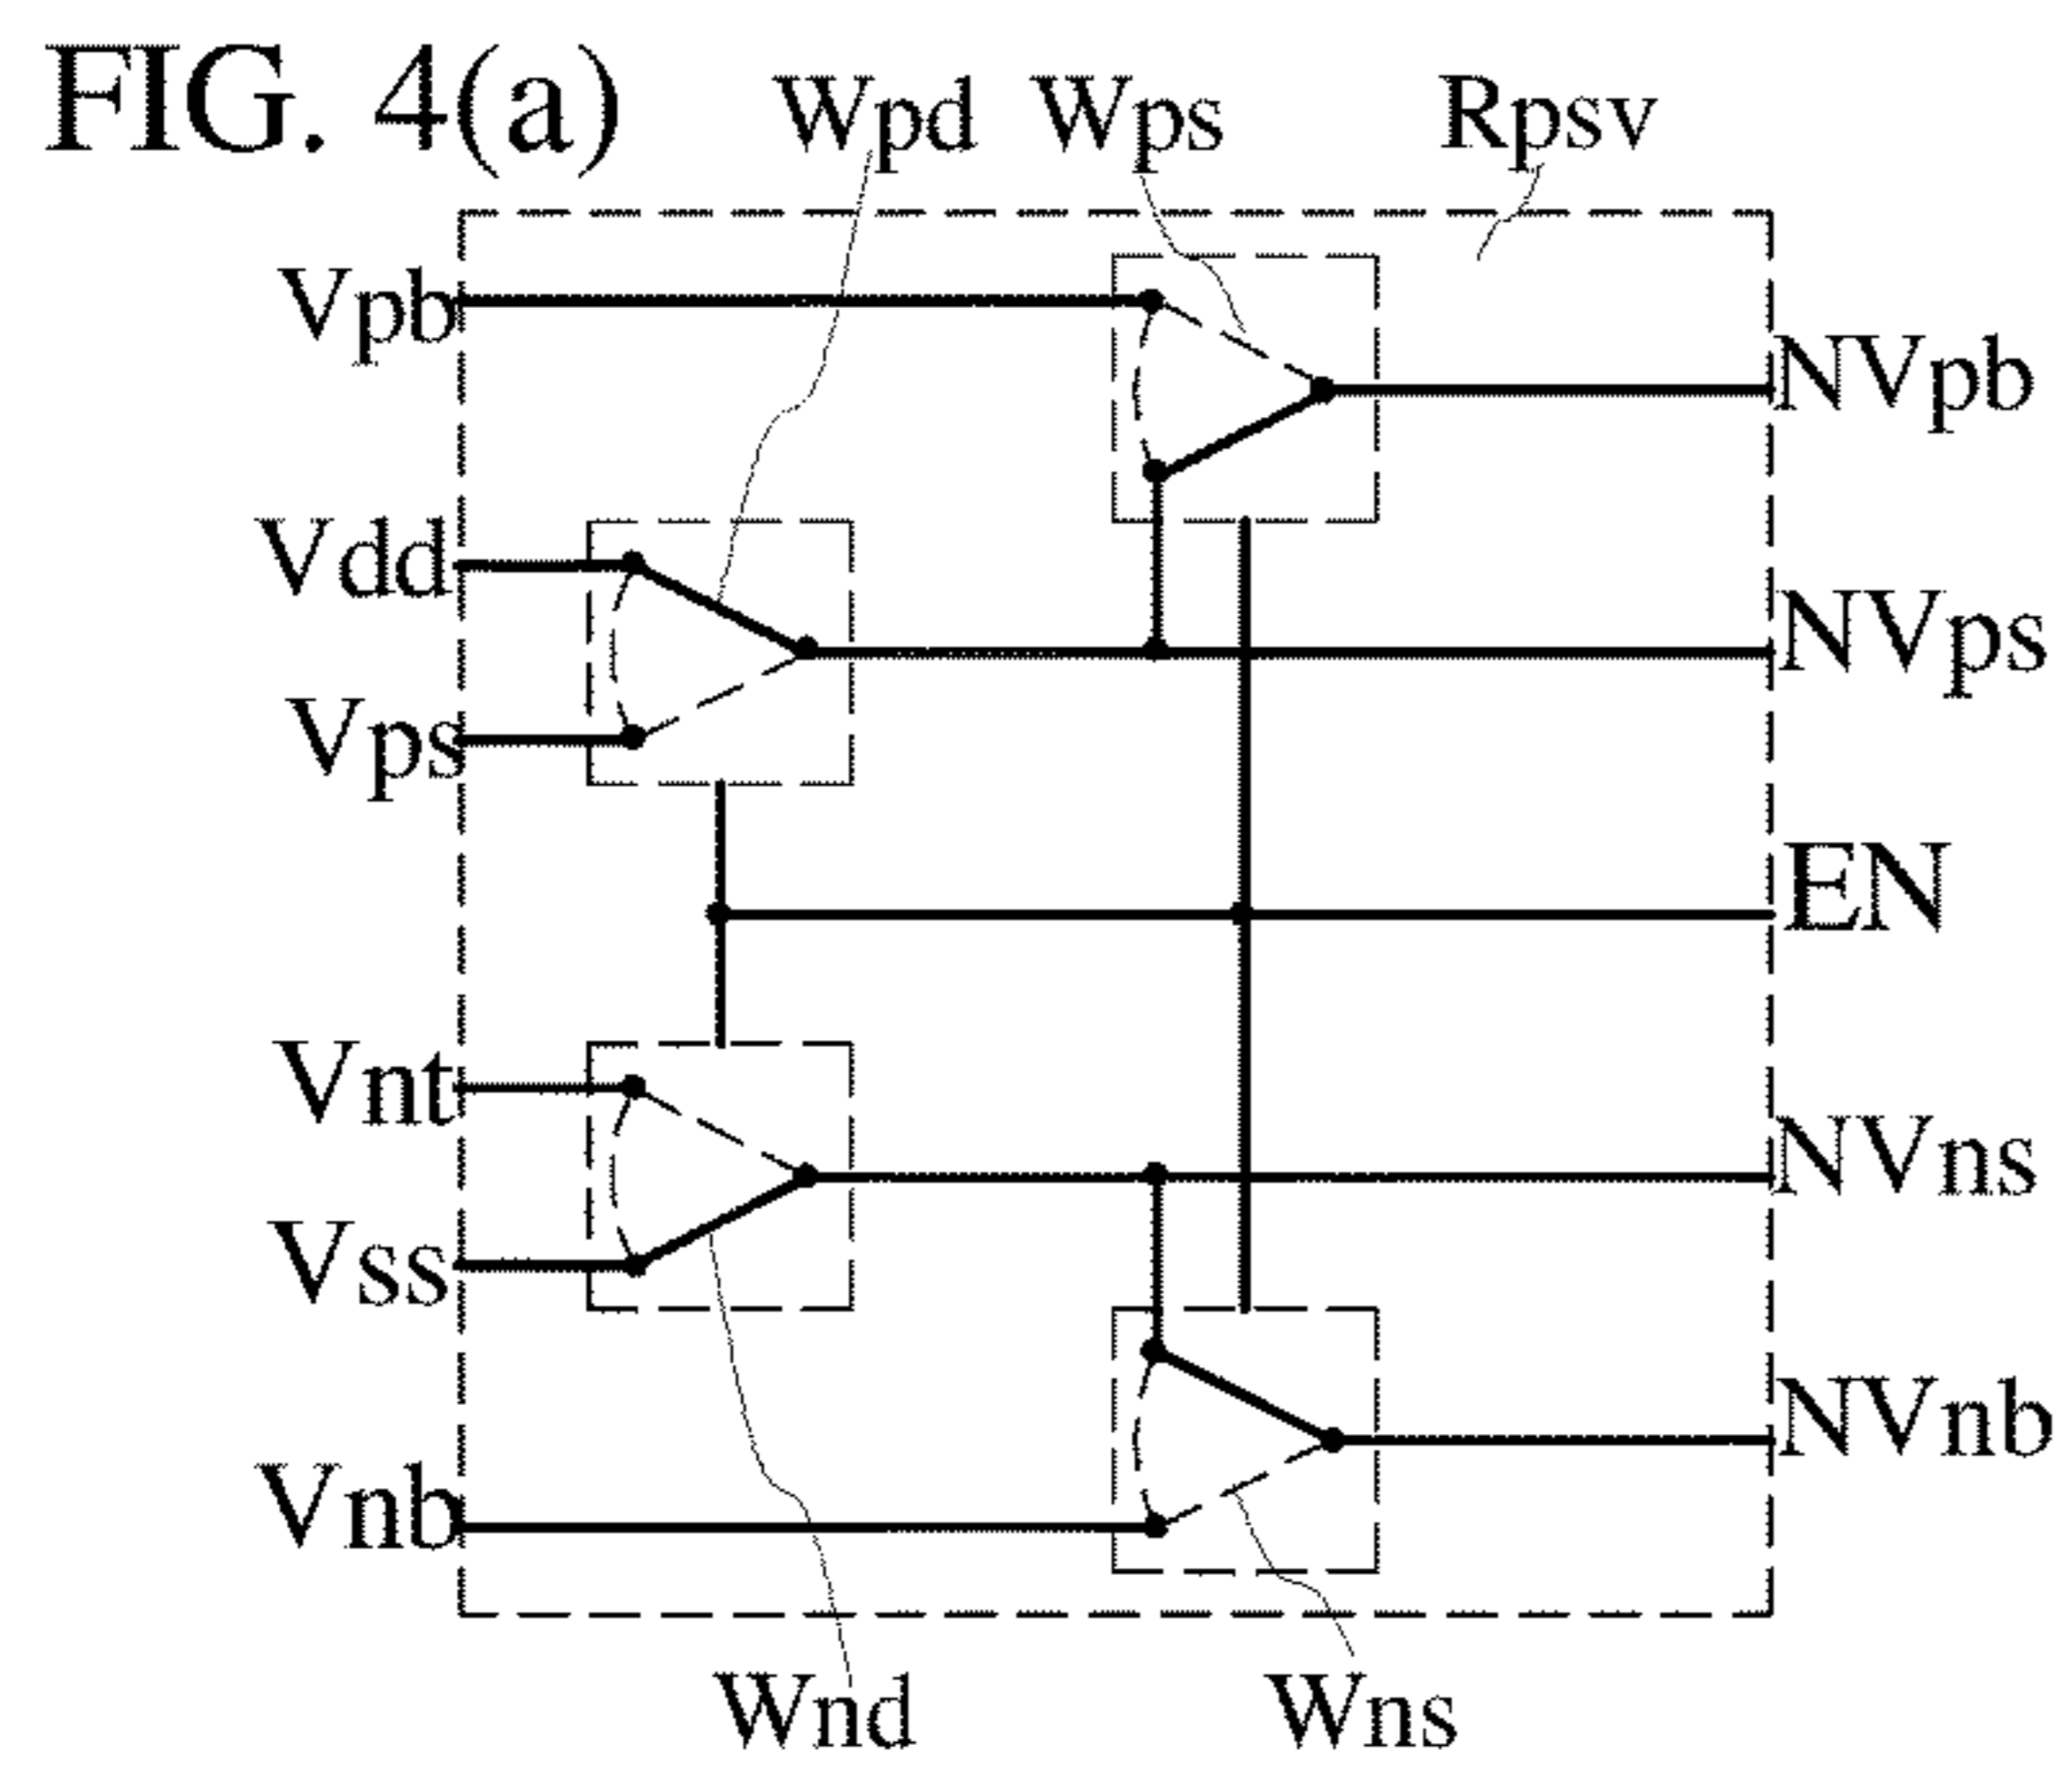 FIG. 4(a)
Wpd Wps Rpsv
Vpb
NVpb
Vdd
NVps
Vps
EN
Vnt
NVns
Vss
NVnb
Vnb
Wnd Wns